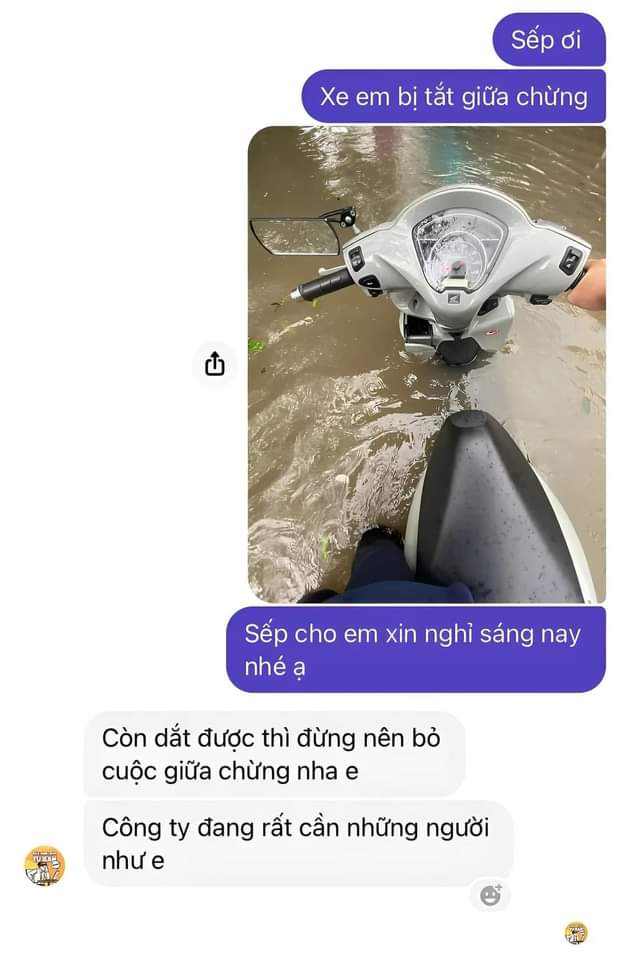 Sếp ơi
Xe em bị tắt giữa chừng
Sếp cho em xin nghỉ sáng nay
nhé ạ
Còn dắt được thì đừng nên bỏ
cuộc giữa chừng nha e
Công ty đang rất cần những người
như e